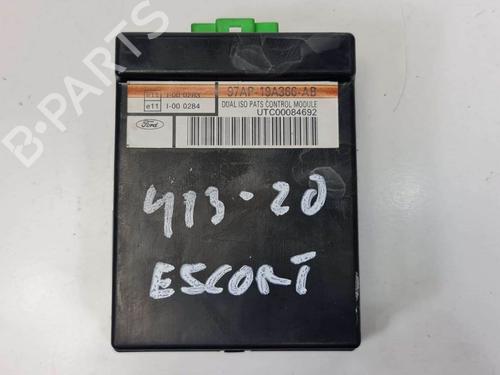 e11 I-00 0283
e11 I-00 0284
97AP-19A366-AB
DUAL ISO PATS CONTROL MODULE
UTC00084692
Ford
413-20
ESCORT
B-PARTS